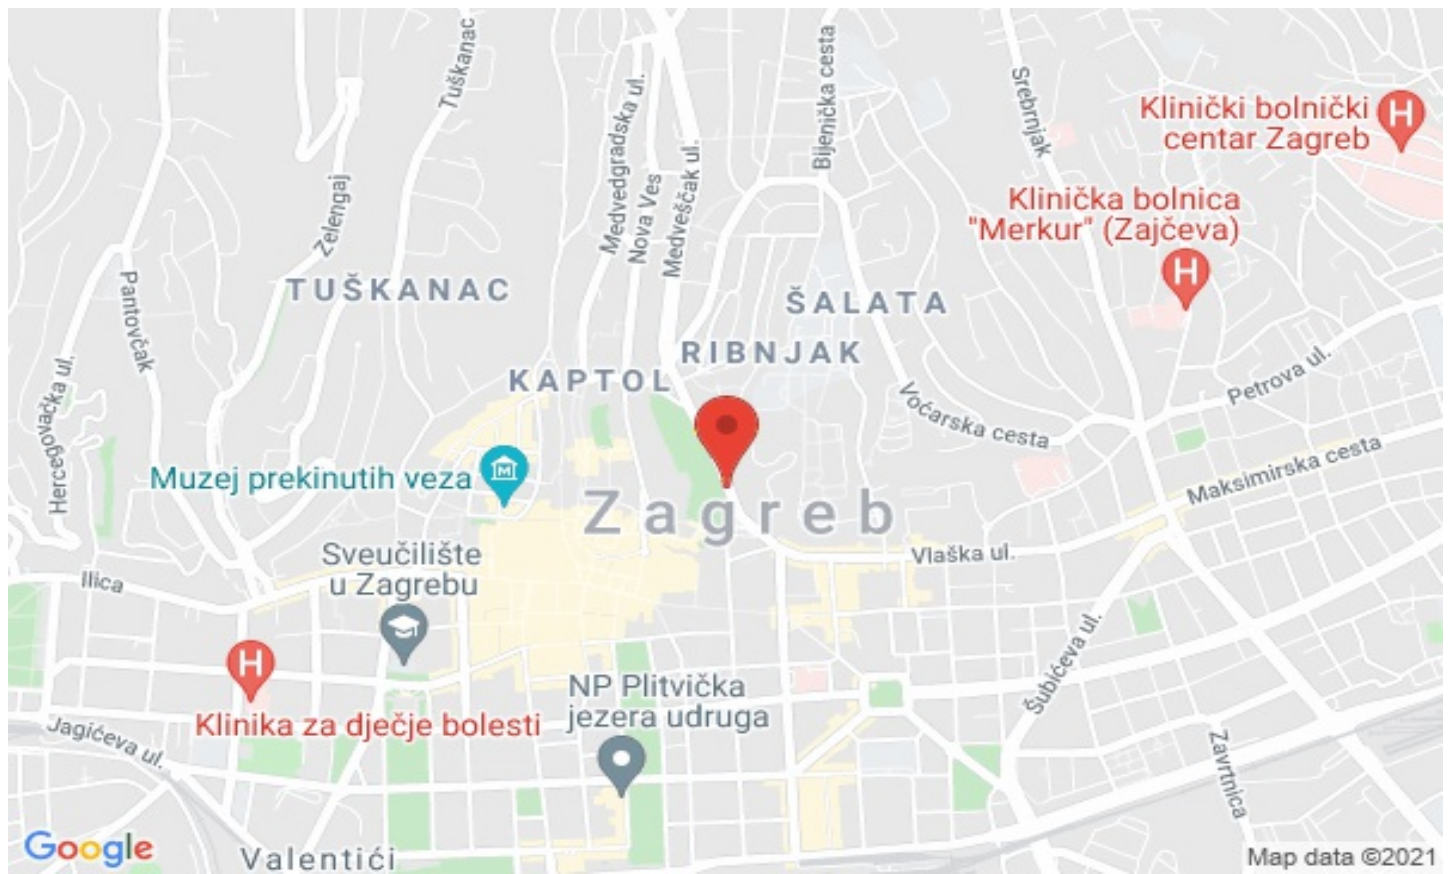 Tuškanac
Bijenička cesta
Srebrnjak
Klinički bolnički
centar Zagreb
H
Medvedgradska ul.
Nova Ves
Medveščak ul.
Zelengaj
Klinička bolnica
"Merkur" (Zajčeva)
H
Pantovčak
TUŠKANAC
ŠALATA
RIBNJAK
KAPTOL
Hercegovačka ul.
Petrova ul.
Voćarska cesta
Muzej prekinutih veza
M
Maksimirska cesta
Zagreb
Vlaška ul.
Sveučilište
u Zagrebu
Ilica
H
Klinika za dječje bolesti
NP Plitvička
jezera udruga
Šubićeva ul.
Jagićeva ul.
Zavrtnica
Google
Valentići
Map data ©2021